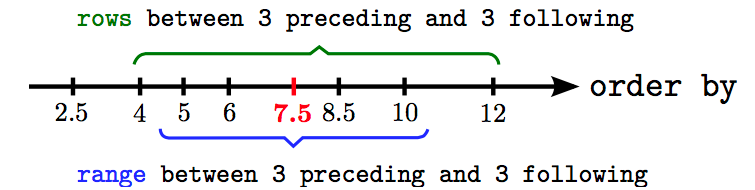 rows between 3 preceding and 3 following
order by
2.5 4 5 6 7.5 8.5 10 12
range between 3 preceding and 3 following